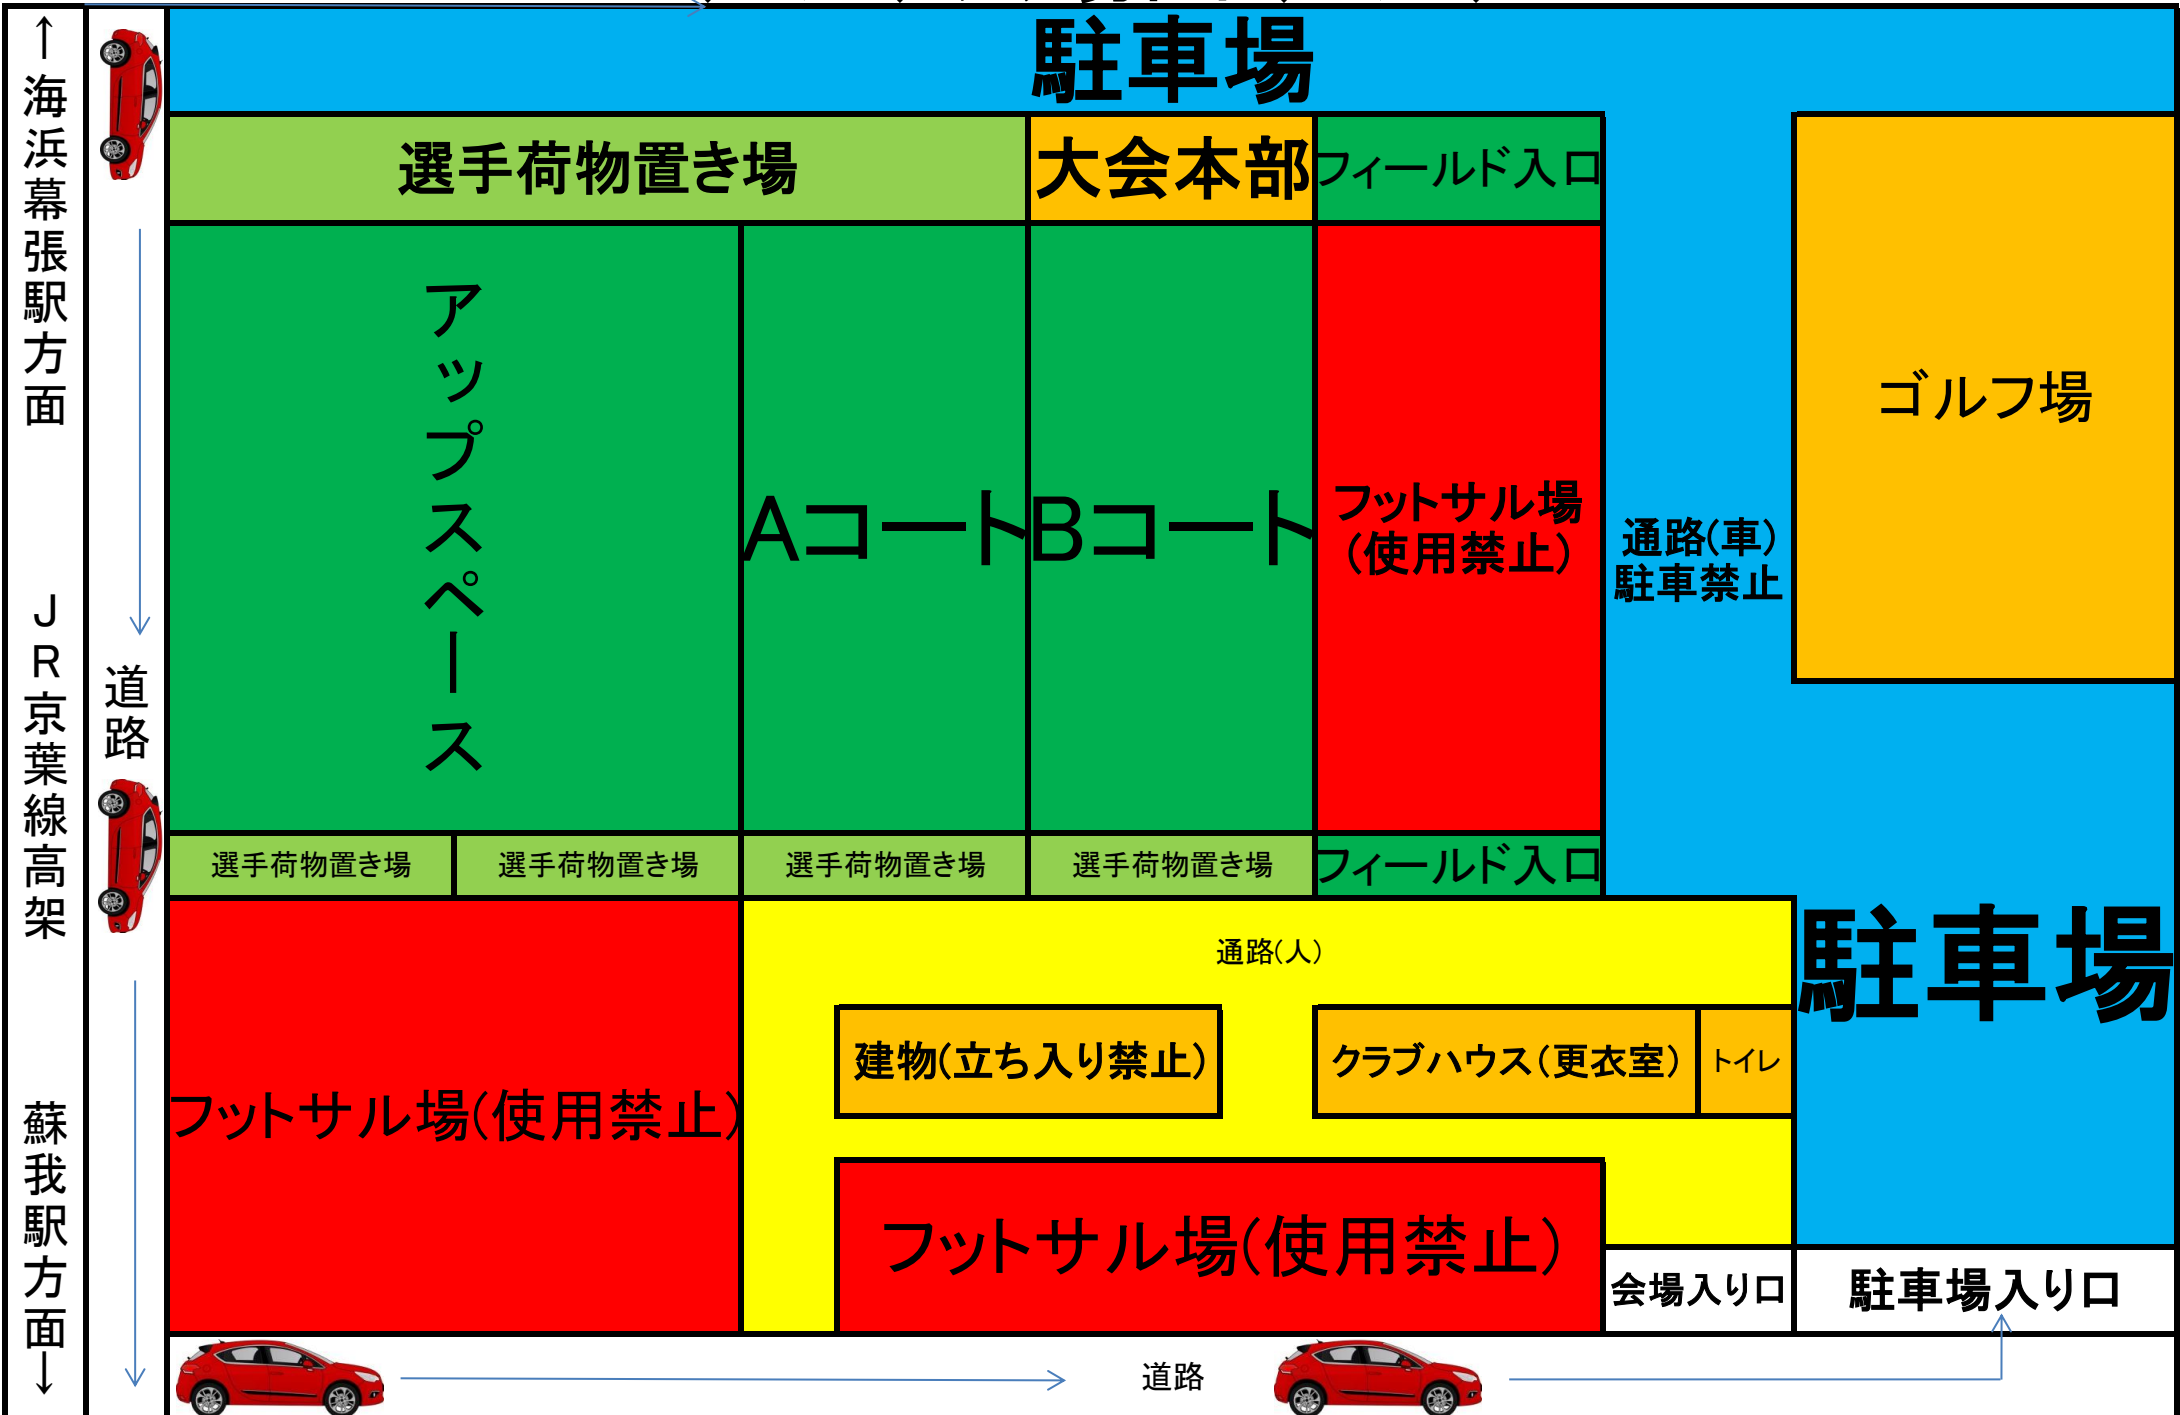 駐車場
選手荷物置き場
大会本部
フィールド入口
↑海浜幕張駅方面
JR京葉線高架
蘇我駅方面↓
道路
アップスペース
Aコート
Bコート
フットサル場
(使用禁止)
通路(車)
駐車禁止
ゴルフ場
選手荷物置き場
選手荷物置き場
選手荷物置き場
選手荷物置き場
フィールド入口
駐車場
通路(人)
建物(立ち入り禁止)
クラブハウス(更衣室)
トイレ
フットサル場(使用禁止)
フットサル場(使用禁止)
会場入り口
駐車場入り口
道路